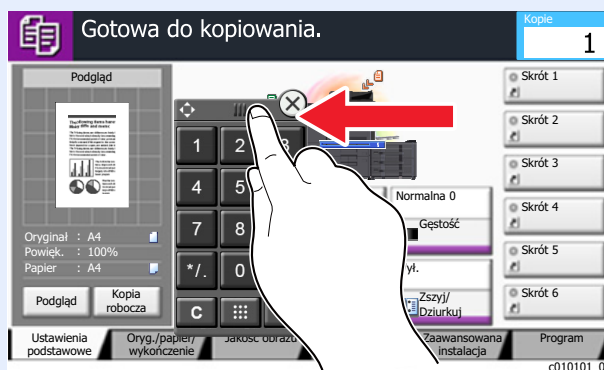 Gotowa do kopiowania.
Kopie
1
Podgląd
Oryginał : A4
Powięk. : 100%
Papier : A4
Podgląd
Kopia
robocza
1
2
3
4
5
7
8
*/.
0
C
Normalna 0
Gęstość
ył.
Zszyj/
Dziurkuj
Skrót 1
Skrót 2
Skrót 3
Skrót 4
Skrót 5
Skrót 6
Ustawienia
podstawowe
Oryg./papier/
wykończenie
Jakość obrazu
Zaawansowana
instalacja
Program
c010101_0